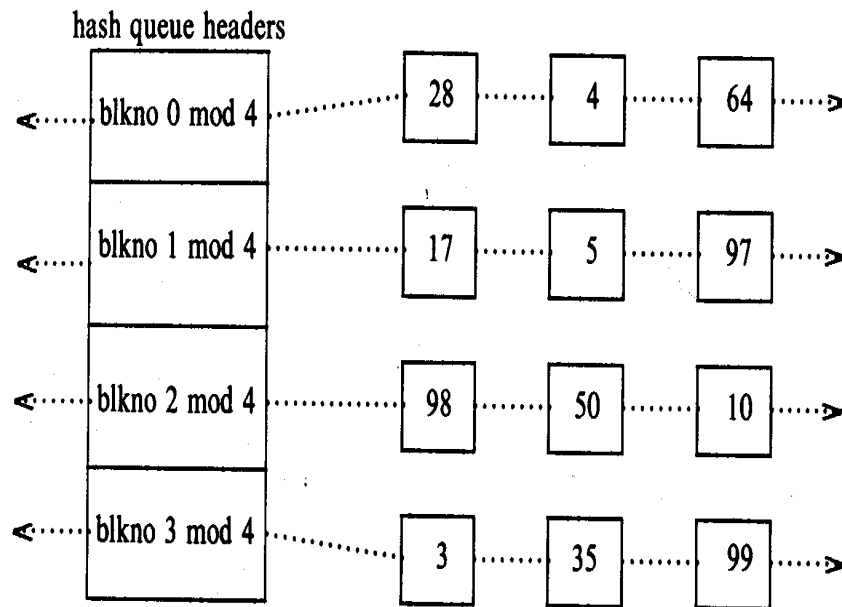 hash queue headers
blkno 0 mod 4 28 4 64
blkno 1 mod 4 17 5 97
blkno 2 mod 4 98 50 10
blkno 3 mod 4 3 35 99